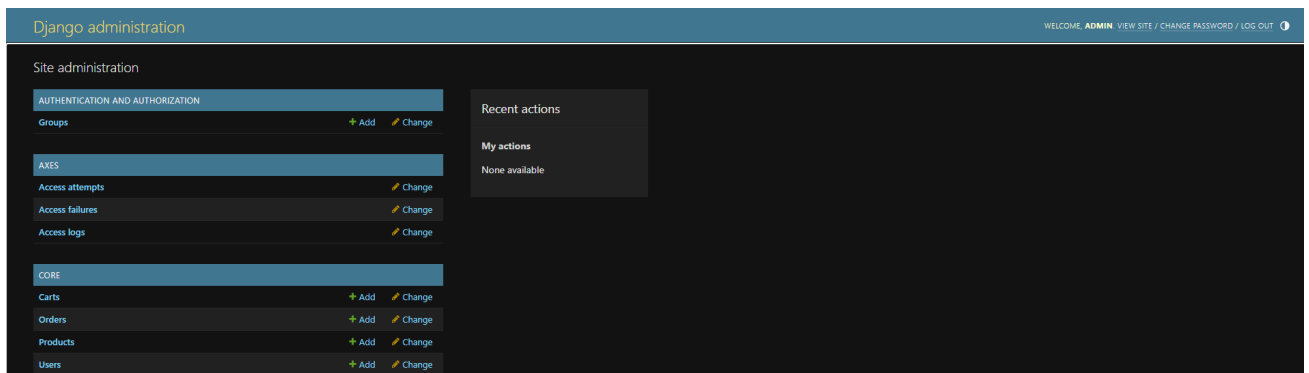 Django administration
WELCOME, ADMIN. VIEW SITE / CHANGE PASSWORD / LOG OUT
Site administration
AUTHENTICATION AND AUTHORIZATION
Groups + Add Change
AXES
Access attempts Change
Access failures Change
Access logs Change
CORE
Carts + Add Change
Orders + Add Change
Products + Add Change
Users + Add Change
Recent actions
My actions
None available